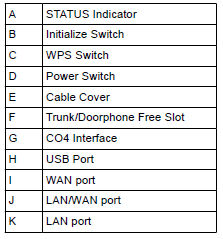 A STATUS Indicator
B Initialize Switch
C WPS Switch
D Power Switch
E Cable Cover
F Trunk/Doorphone Free Slot
G CO4 Interface
H USB Port
I WAN port
J LAN/WAN port
K LAN port